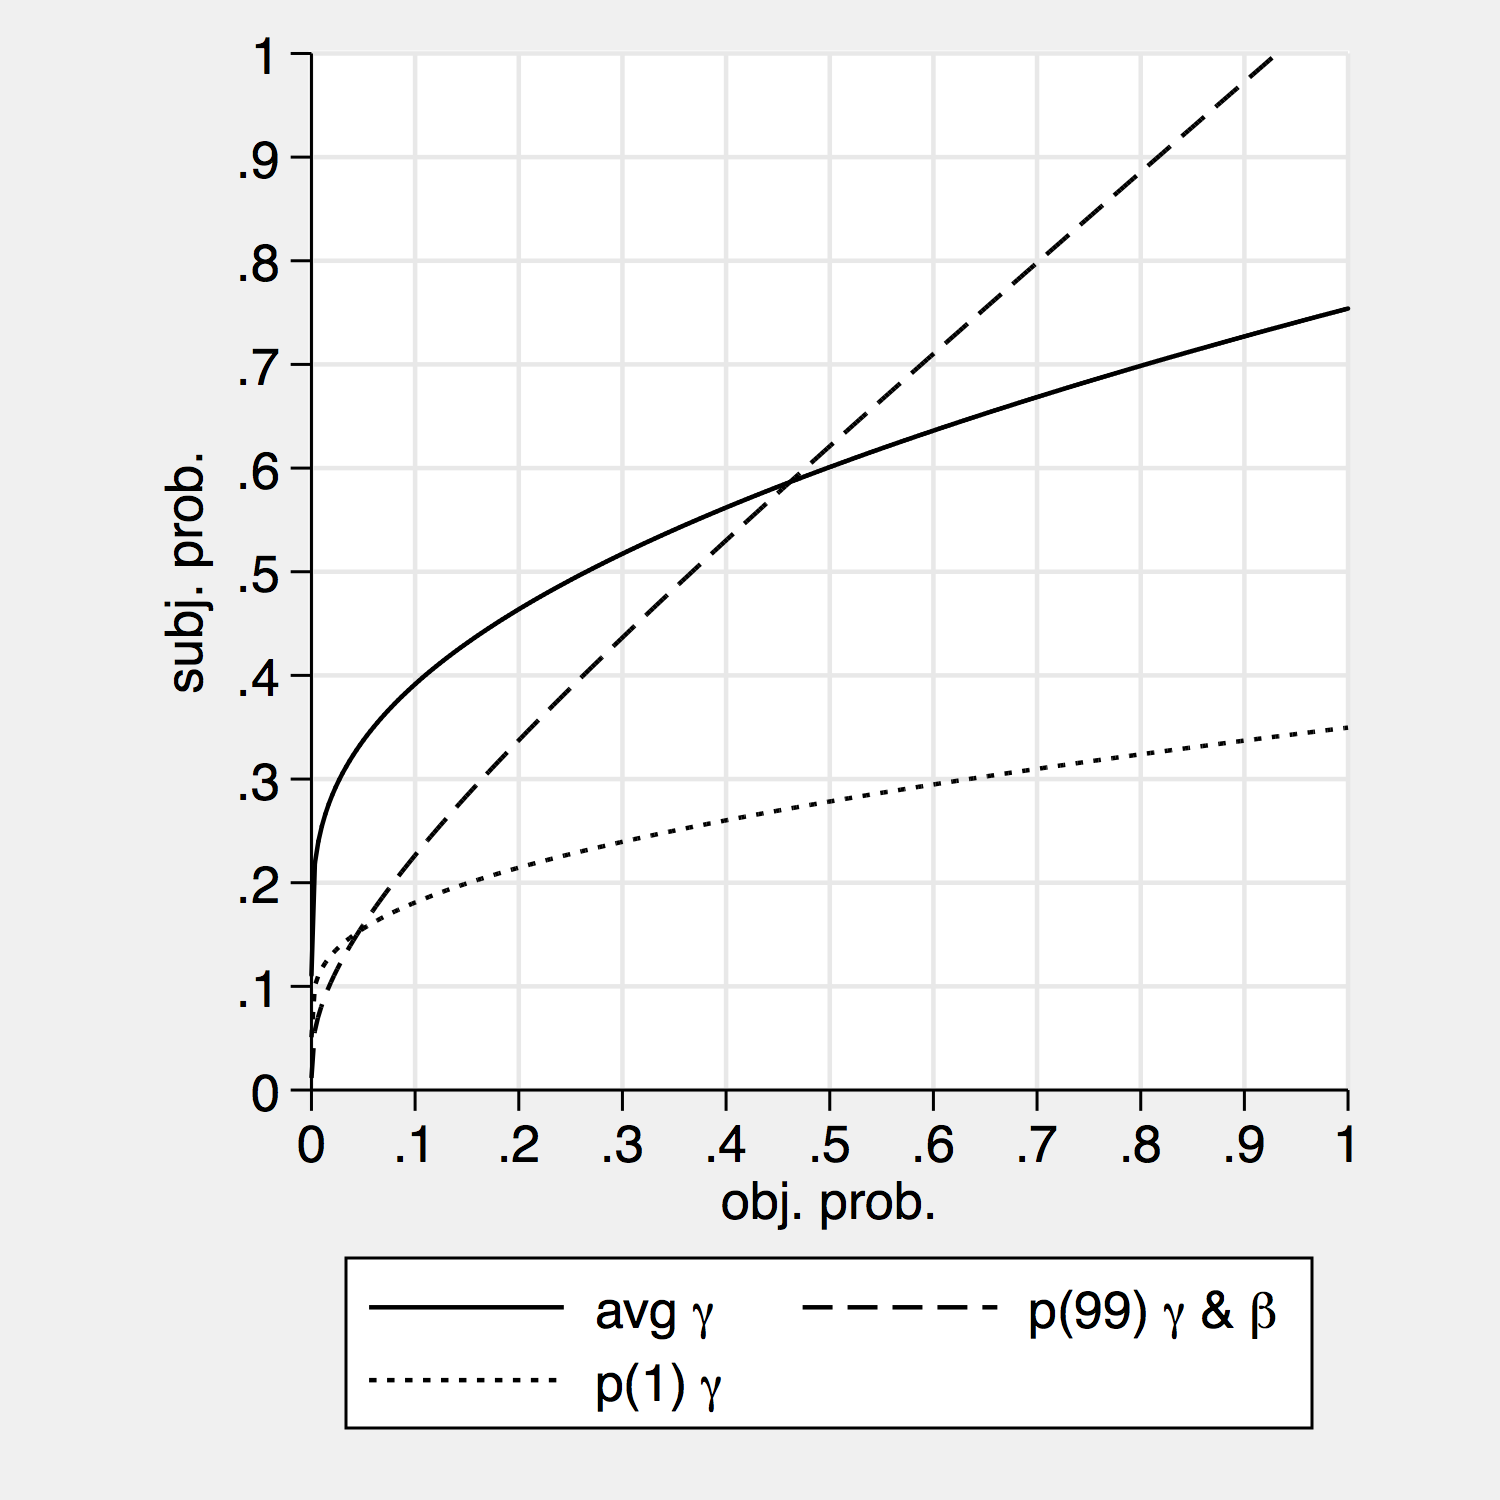 1
.9
.8
.7
.6
.5
.4
.3
.2
.1
0
subj. prob.
0 .1 .2 .3 .4 .5 .6 .7 .8 .9 1
obj. prob.
avg γ p(99) γ & β
p(1) γ